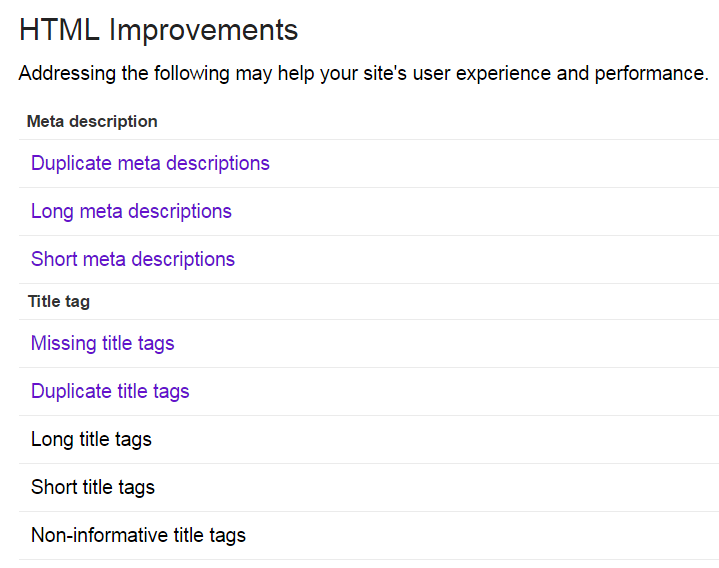 HTML Improvements
Addressing the following may help your site's user experience and performance.
Meta description
Duplicate meta descriptions
Long meta descriptions
Short meta descriptions
Title tag
Missing title tags
Duplicate title tags
Long title tags
Short title tags
Non-informative title tags